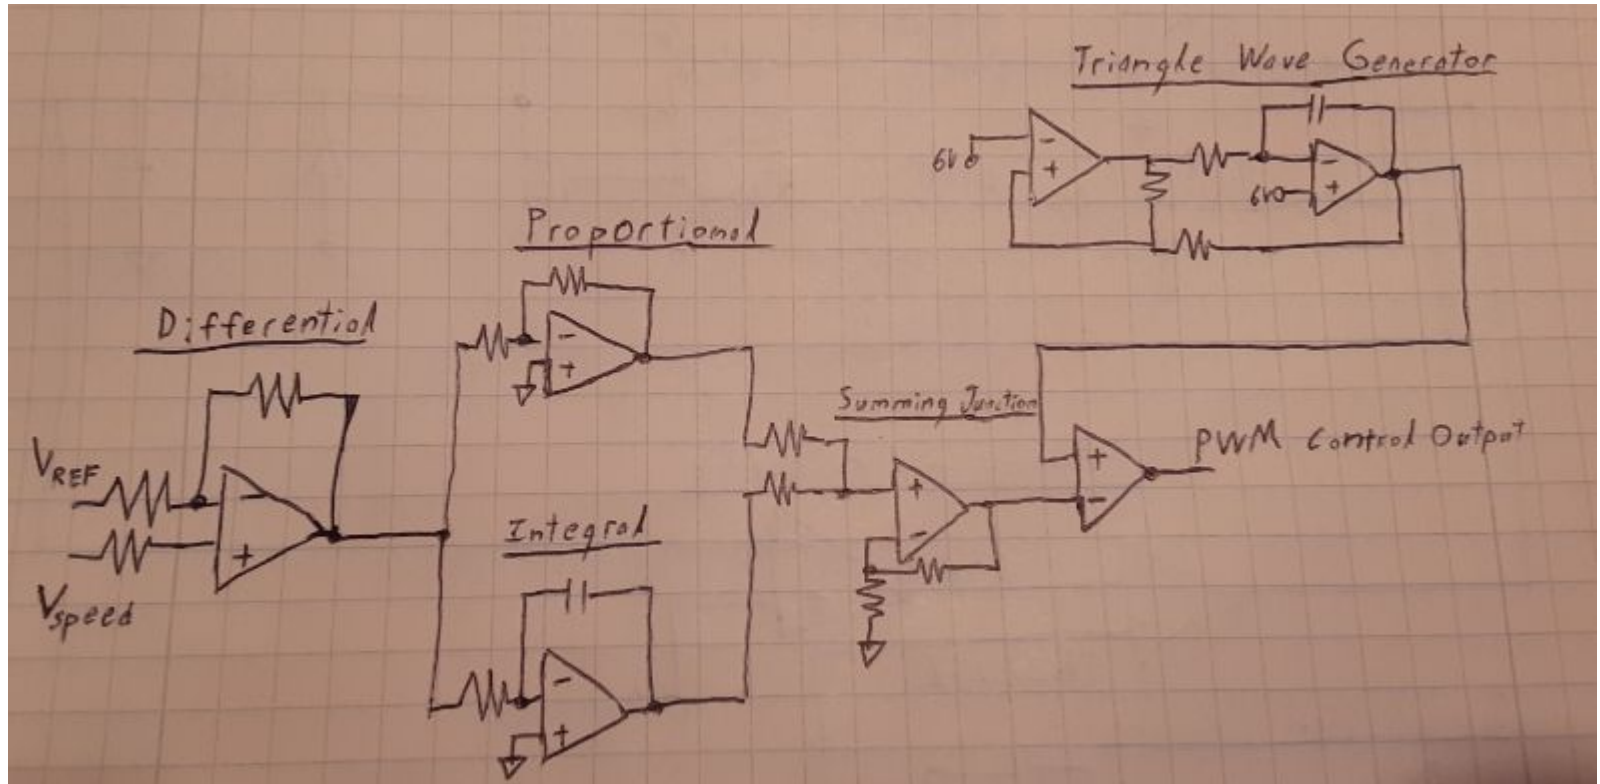 Triangle Wave Generator
6V
-
+
-
6V
+
Proportional
-
+
Differential
VREF
-
+
Vspeed
Integral
-
+
Summing Junction
+
-
+
-
PWM Control Output